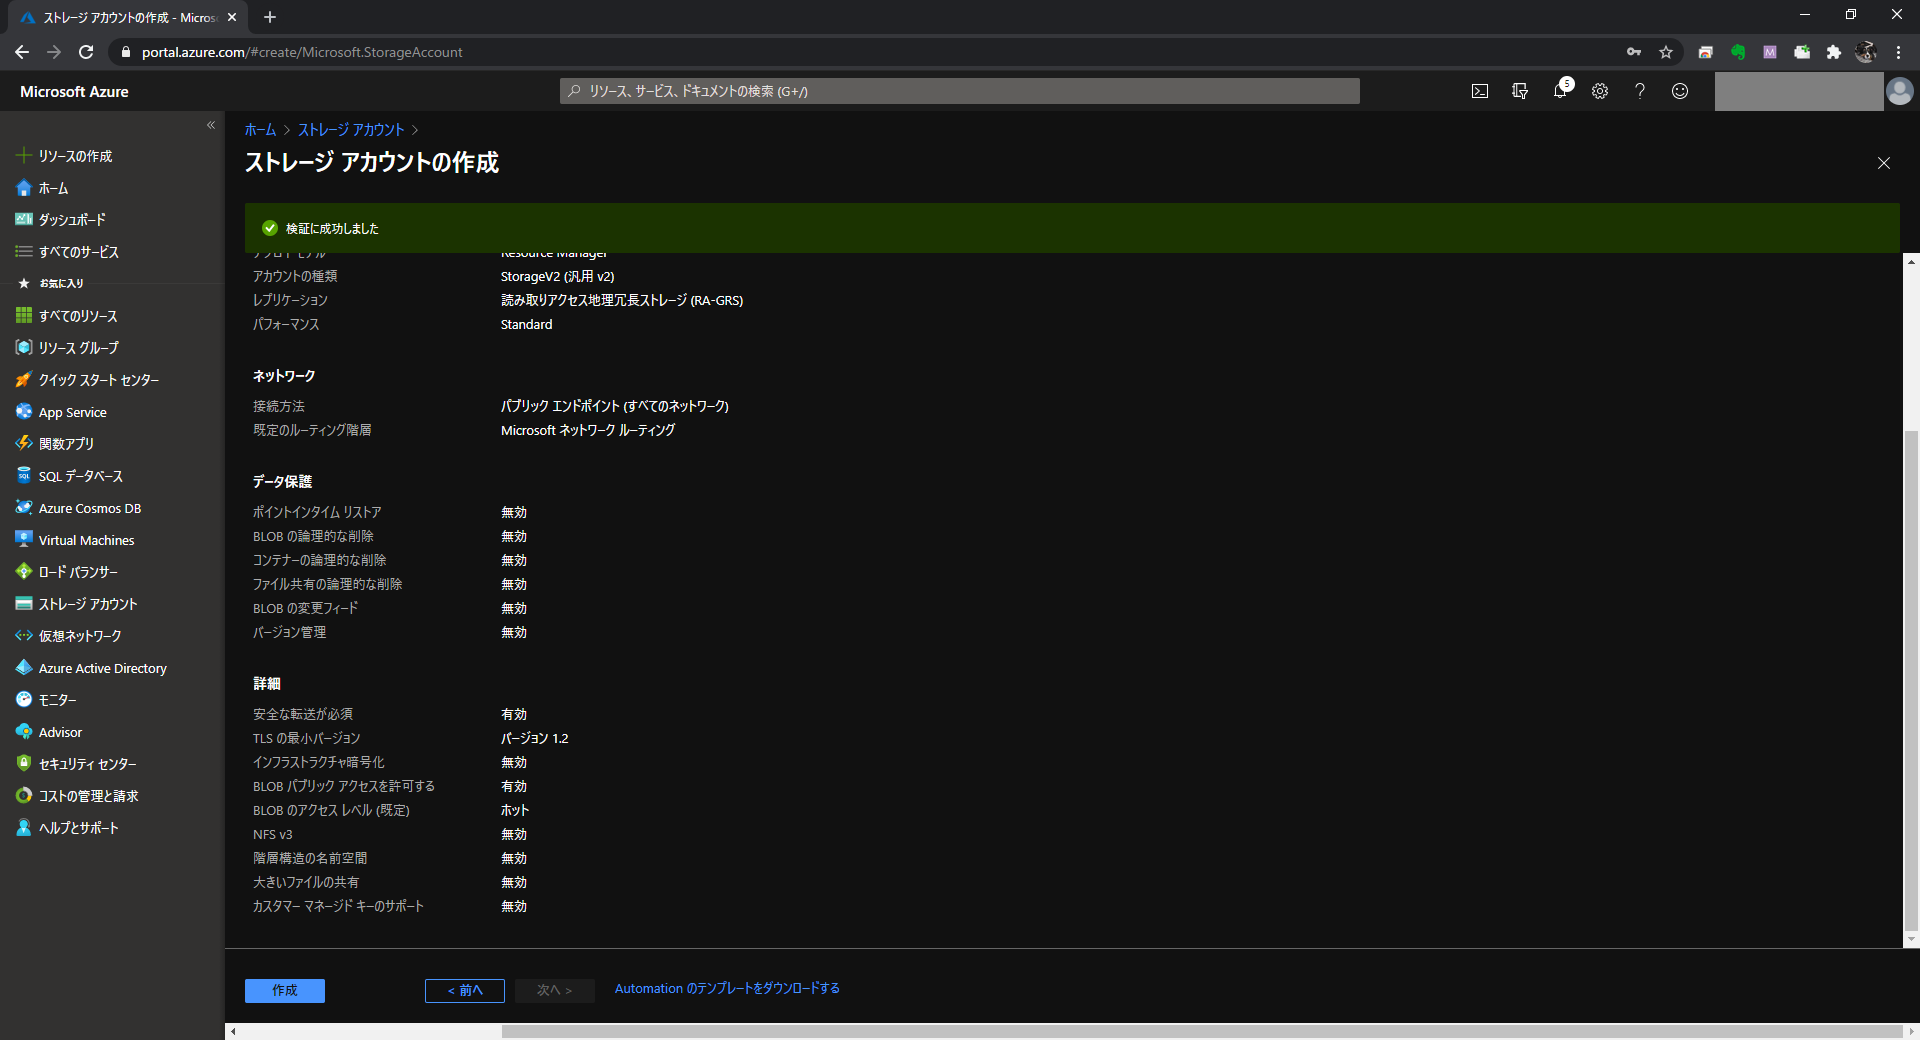 ストレージ アカウントの作成 - Micros
portal.azure.com/#create/Microsoft.StorageAccount
Microsoft Azure
リソース、サービス、ドキュメントの検索 (G+/)
5
リソースの作成
ホーム
ダッシュボード
すべてのサービス
お気に入り
すべてのリソース
リソース グループ
クイック スタート センター
App Service
関数アプリ
SQL データベース
Azure Cosmos DB
Virtual Machines
ロード バランサー
ストレージ アカウント
仮想ネットワーク
Azure Active Directory
モニター
Advisor
セキュリティ センター
コストの管理と請求
ヘルプとサポート
ホーム > ストレージ アカウント >
ストレージ アカウントの作成
検証に成功しました
Resource Manager
アカウントの種類 StorageV2 (汎用 v2)
レプリケーション 読み取りアクセス地理冗長ストレージ (RA-GRS)
パフォーマンス Standard
ネットワーク
接続方法 パブリック エンドポイント (すべてのネットワーク)
既定のルーティング階層 Microsoft ネットワーク ルーティング
データ保護
ポイントインタイム リストア 無効
BLOB の論理的な削除 無効
コンテナーの論理的な削除 無効
ファイル共有の論理的な削除 無効
BLOB の変更フィード 無効
バージョン管理 無効
詳細
安全な転送が必須 有効
TLS の最小バージョン バージョン 1.2
インフラストラクチャ暗号化 無効
BLOB パブリック アクセスを許可する 有効
BLOB のアクセス レベル (既定) ホット
NFS v3 無効
階層構造の名前空間 無効
大きいファイルの共有 無効
カスタマー マネージド キーのサポート 無効
作成 < 前へ 次へ > Automation のテンプレートをダウンロードする